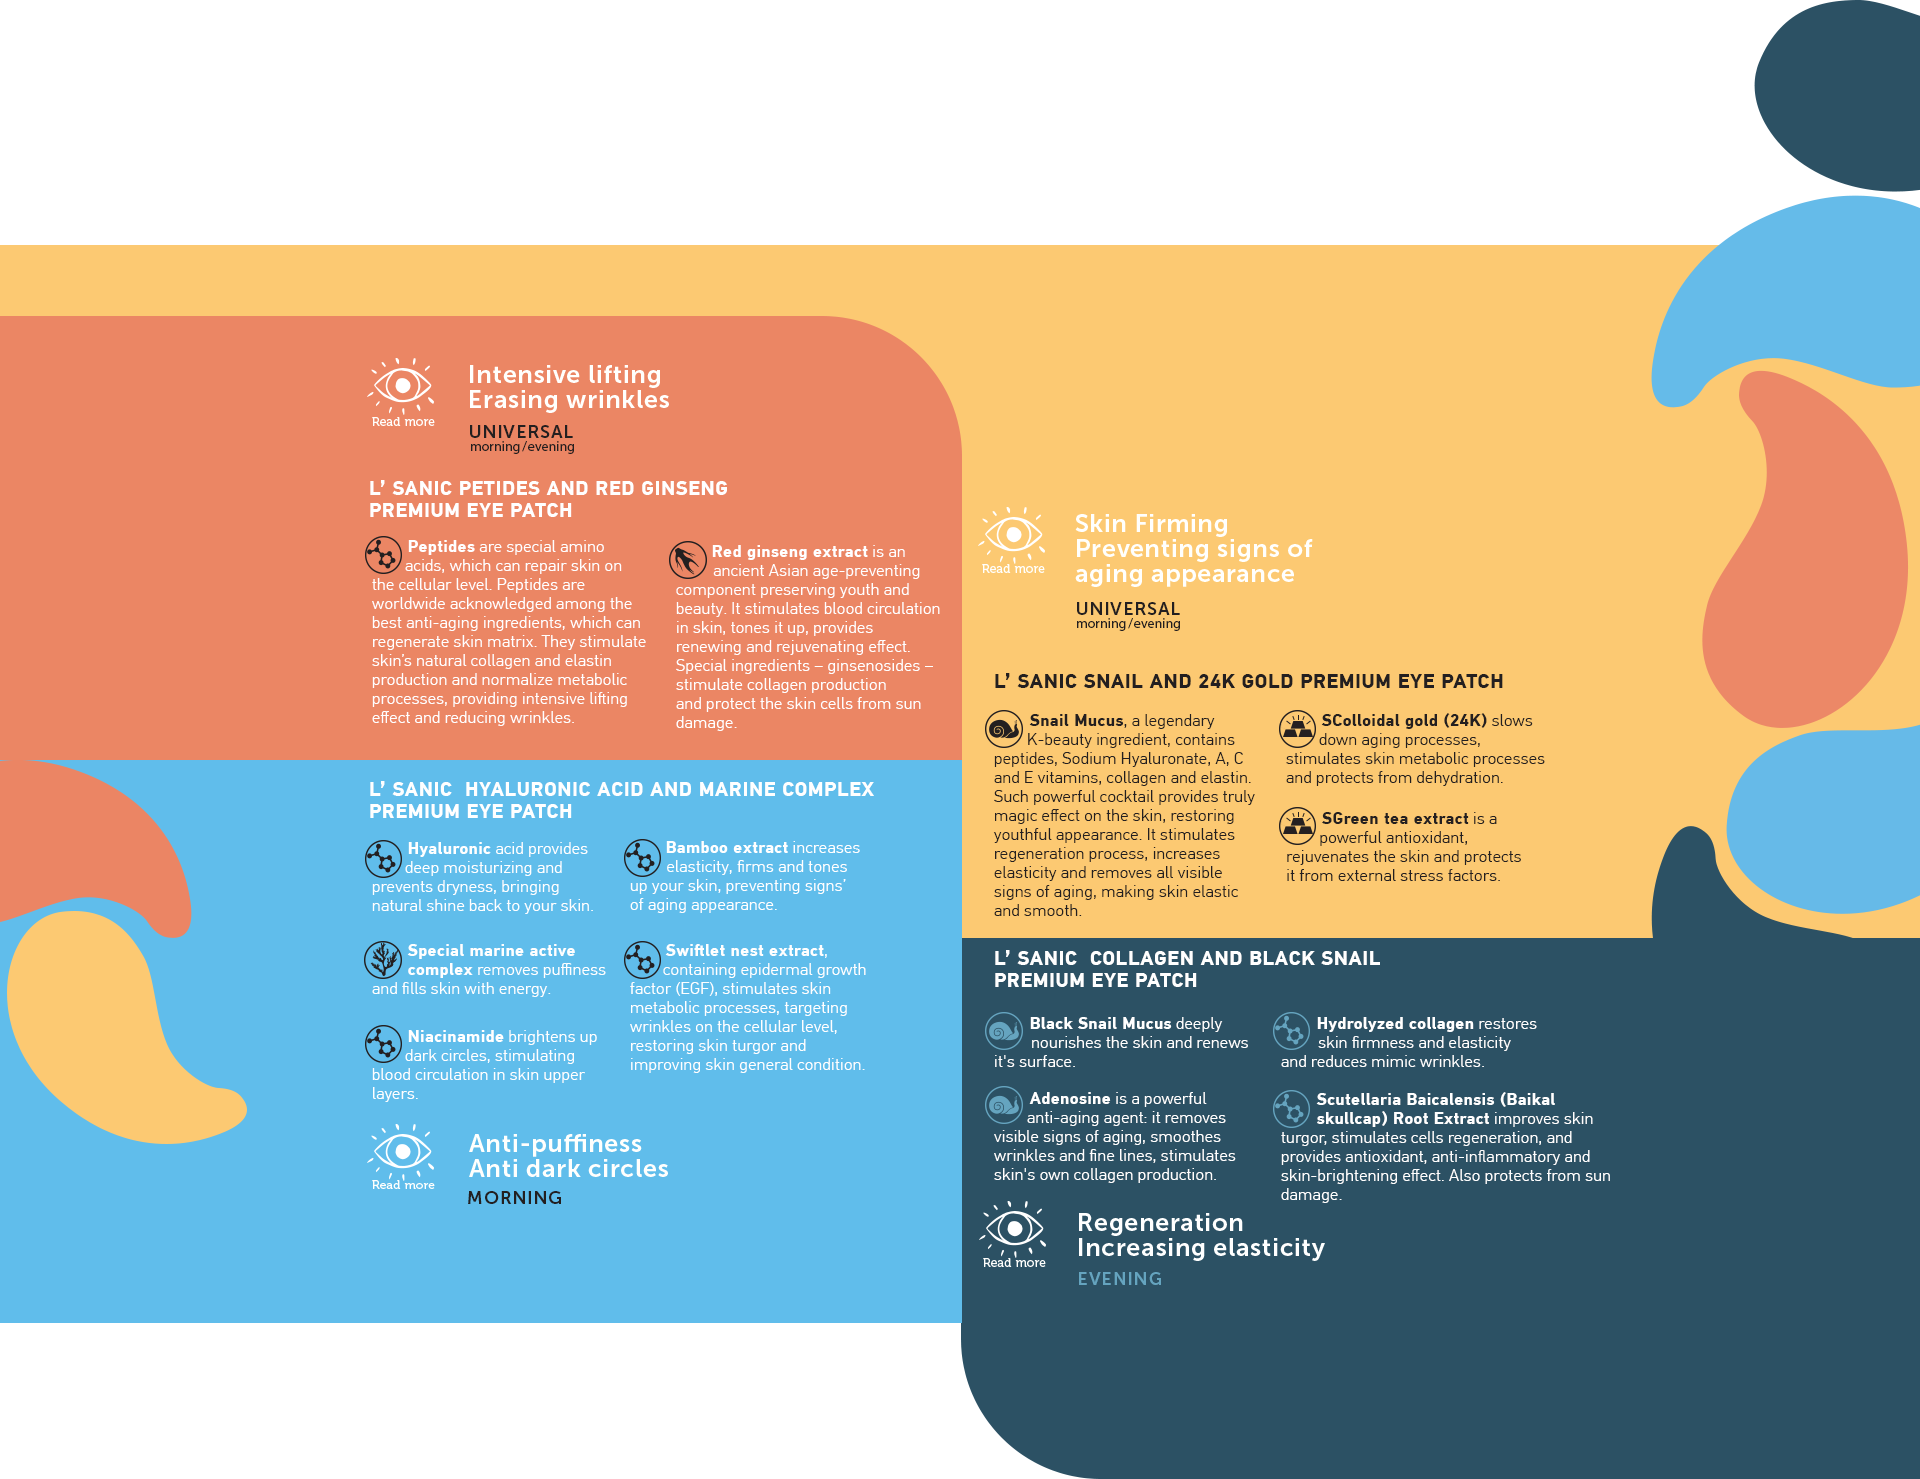 Intensive lifting
Erasing wrinkles
Read more
UNIVERSAL
morning/evening
L’ SANIC PETIDES AND RED GINSENG
PREMIUM EYE PATCH
Peptides are special amino
acids, which can repair skin on
the cellular level. Peptides are
worldwide acknowledged among the
best anti-aging ingredients, which can
regenerate skin matrix. They stimulate
skin’s natural collagen and elastin
production and normalize metabolic
processes, providing intensive lifting
effect and reducing wrinkles.
Red ginseng extract is an
ancient Asian age-preventing
component preserving youth and
beauty. It stimulates blood circulation
in skin, tones it up, provides
renewing and rejuvenating effect.
Special ingredients – ginsenosides –
stimulate collagen production
and protect the skin cells from sun
damage.
L’ SANIC  HYALURONIC ACID AND MARINE COMPLEX
PREMIUM EYE PATCH
Hyaluronic acid provides
deep moisturizing and
prevents dryness, bringing
natural shine back to your skin.
Special marine active
complex removes puffiness
and fills skin with energy.
Niacinamide brightens up
dark circles, stimulating
blood circulation in skin upper
layers.
Bamboo extract increases
elasticity, firms and tones
up your skin, preventing signs’
of aging appearance.
Swiftlet nest extract,
containing epidermal growth
factor (EGF), stimulates skin
metabolic processes, targeting
wrinkles on the cellular level,
restoring skin turgor and
improving skin general condition.
Anti-puffiness
Anti dark circles
Read more
MORNING
Skin Firming
Preventing signs of
aging appearance
Read more
UNIVERSAL
morning/evening
L’ SANIC SNAIL AND 24K GOLD PREMIUM EYE PATCH
Snail Mucus, a legendary
K-beauty ingredient, contains
peptides, Sodium Hyaluronate, A, C
and E vitamins, collagen and elastin.
Such powerful cocktail provides truly
magic effect on the skin, restoring
youthful appearance. It stimulates
regeneration process, increases
elasticity and removes all visible
signs of aging, making skin elastic
and smooth.
SColloidal gold (24K) slows
down aging processes,
stimulates skin metabolic processes
and protects from dehydration.
SGreen tea extract is a
powerful antioxidant,
rejuvenates the skin and protects
it from external stress factors.
L’ SANIC  COLLAGEN AND BLACK SNAIL
PREMIUM EYE PATCH
Black Snail Mucus deeply
nourishes the skin and renews
it's surface.
Adenosine is a powerful
anti-aging agent: it removes
visible signs of aging, smoothes
wrinkles and fine lines, stimulates
skin's own collagen production.
Hydrolyzed collagen restores
skin firmness and elasticity
and reduces mimic wrinkles.
Scutellaria Baicalensis (Baikal
skullcap) Root Extract improves skin
turgor, stimulates cells regeneration, and
provides antioxidant, anti-inflammatory and
skin-brightening effect. Also protects from sun
damage.
Regeneration
Increasing elasticity
Read more
EVENING